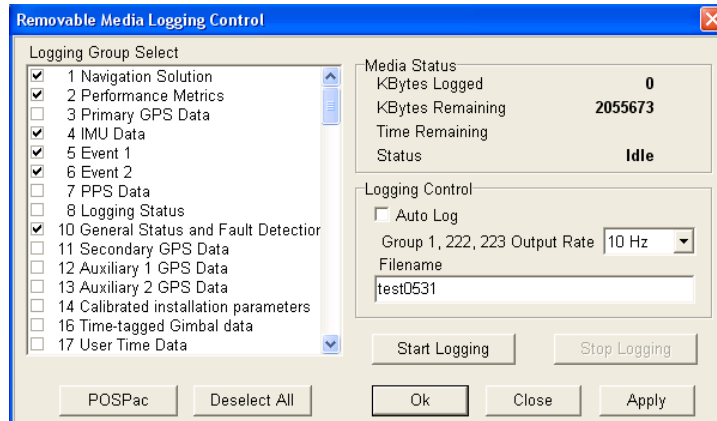 Removable Media Logging Control
Logging Group Select
1 Navigation Solution
2 Performance Metrics
3 Primary GPS Data
4 IMU Data
5 Event 1
6 Event 2
7 PPS Data
8 Logging Status
10 General Status and Fault Detection
11 Secondary GPS Data
12 Auxiliary 1 GPS Data
13 Auxiliary 2 GPS Data
14 Calibrated installation parameters
16 Time-tagged Gimbal data
17 User Time Data
POSPac
Deselect All
Media Status
KBytes Logged 0
KBytes Remaining 2055673
Time Remaining
Status Idle
Logging Control
Auto Log
Group 1, 222, 223 Output Rate 10 Hz
Filename
test0531
Start Logging
Stop Logging
Ok
Close
Apply